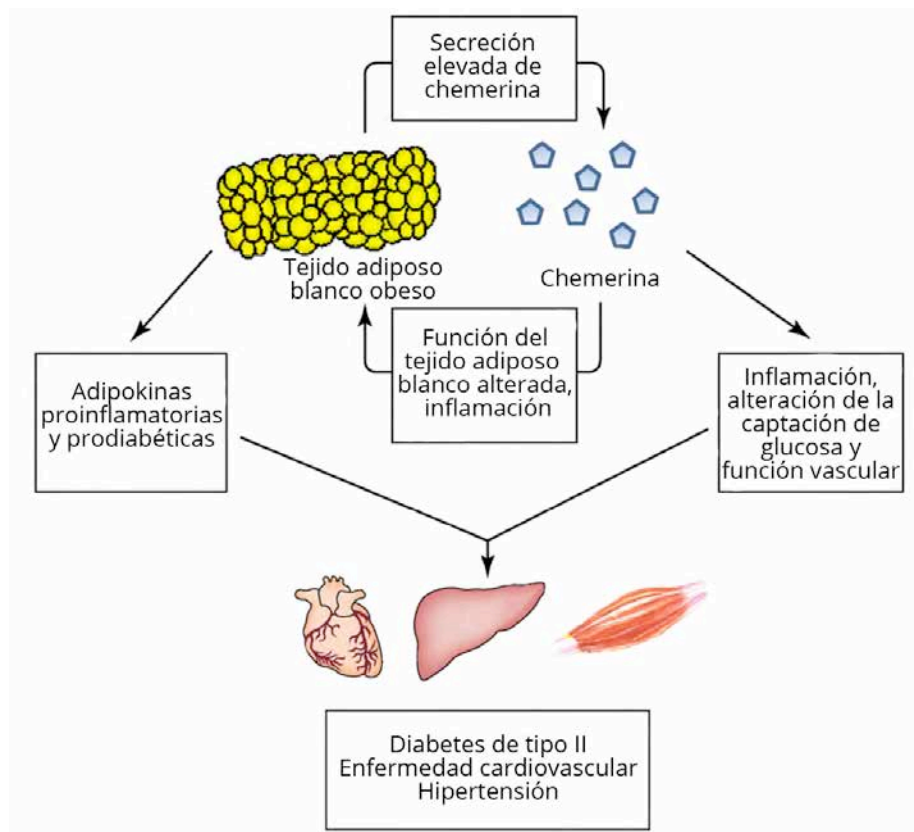 Secreción
elevada de
chemerina
Tejido adiposo
blanco obeso
Chemerina
Función del
tejido adiposo
blanco alterada,
inflamación
Adipokinas
proinflamatorias
y prodiabéticas
Inflamación,
alteración de la
captación de
glucosa y
función vascular
Diabetes de tipo II
Enfermedad cardiovascular
Hipertensión